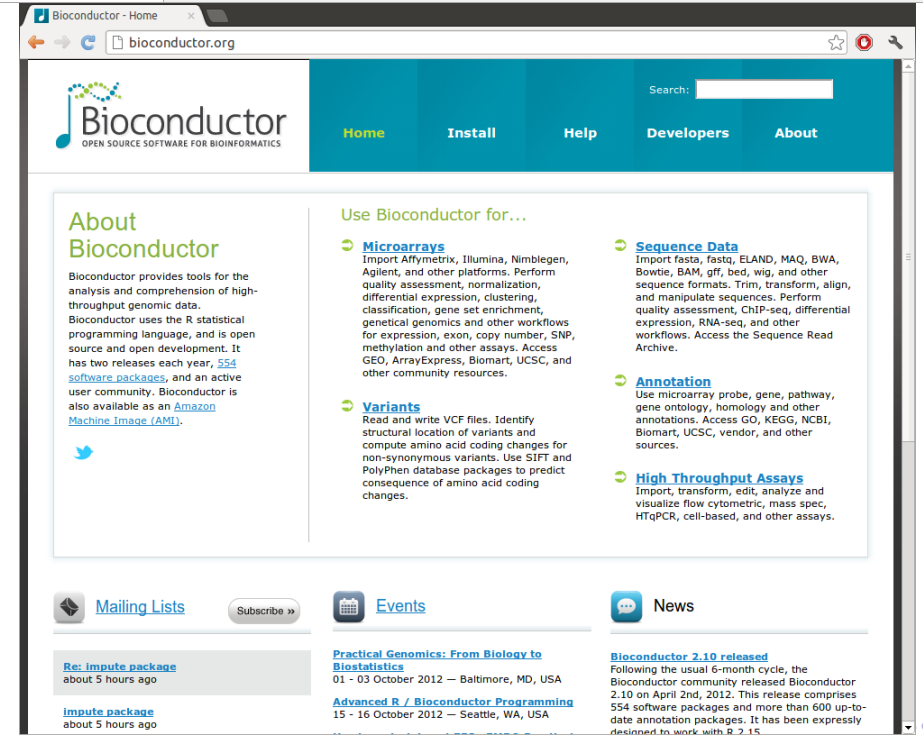 Bioconductor - Home
bioconductor.org
Bioconductor
OPEN SOURCE SOFTWARE FOR BIOINFORMATICS
Search:
Home
Install
Help
Developers
About
About
Bioconductor
Bioconductor provides tools for the
analysis and comprehension of high-
throughput genomic data.
Bioconductor uses the R statistical
programming language, and is open
source and open development. It
has two releases each year, 554
software packages, and an active
user community. Bioconductor is
also available as an Amazon
Machine Image (AMI).
Use Bioconductor for...
Microarrays
Import Affymetrix, Illumina, Nimblegen,
Agilent, and other platforms. Perform
quality assessment, normalization,
differential expression, clustering,
classification, gene set enrichment,
genetical genomics and other workflows
for expression, exon, copy number, SNP,
methylation and other assays. Access
GEO, ArrayExpress, Biomart, UCSC, and
other community resources.
Variants
Read and write VCF files. Identify
structural location of variants and
compute amino acid coding changes for
non-synonymous variants. Use SIFT and
PolyPhen database packages to predict
consequence of amino acid coding
changes.
Sequence Data
Import fasta, fastq, ELAND, MAQ, BWA,
Bowtie, BAM, gff, bed, wig, and other
sequence formats. Trim, transform, align,
and manipulate sequences. Perform
quality assessment, ChIP-seq, differential
expression, RNA-seq, and other
workflows. Access the Sequence Read
Archive.
Annotation
Use microarray probe, gene, pathway,
gene ontology, homology and other
annotations. Access GO, KEGG, NCBI,
Biomart, UCSC, vendor, and other
sources.
High Throughput Assays
Import, transform, edit, analyze and
visualize flow cytometric, mass spec,
HTqPCR, cell-based, and other assays.
Mailing Lists
Subscribe »
Re: impute package
about 5 hours ago
impute package
about 5 hours ago
Events
Practical Genomics: From Biology to
Biostatistics
01 - 03 October 2012 — Baltimore, MD, USA
Advanced R / Bioconductor Programming
15 - 16 October 2012 — Seattle, WA, USA
News
Bioconductor 2.10 released
Following the usual 6-month cycle, the
Bioconductor community released Bioconductor
2.10 on April 2nd, 2012. This release comprises
554 software packages and more than 600 up-to-
date annotation packages. It has been expressly
designed to work with R 2.15